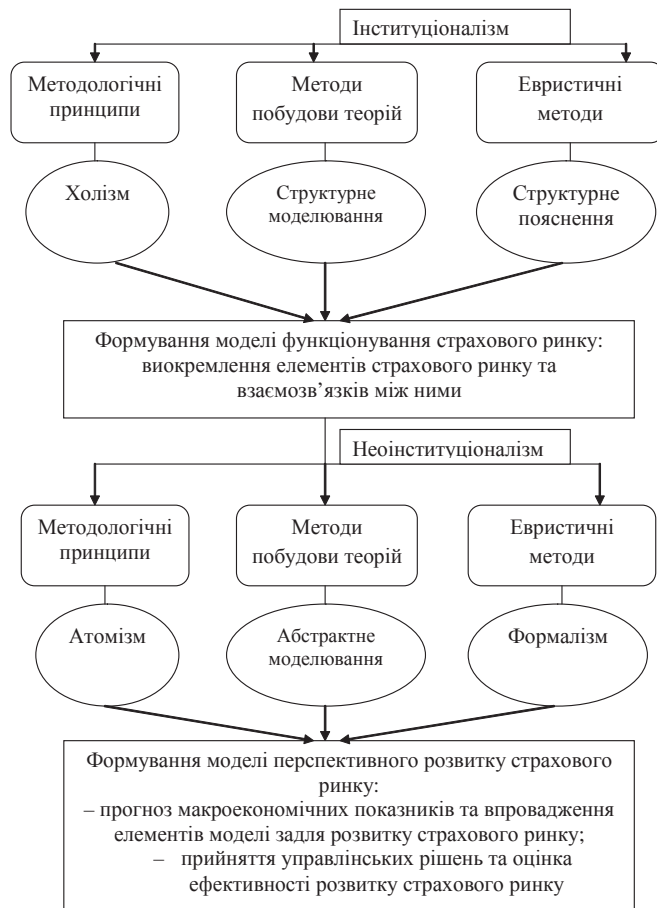 Інституціоналізм
Методологічні
принципи
Методи
побудови теорій
Евристичні
методи
Холізм
Структурне
моделювання
Структурне
пояснення
Формування моделі функціонування страхового ринку:
виокремлення елементів страхового ринку та
взаємозв’язків між ними
Неоінституціоналізм
Методологічні
принципи
Методи
побудови теорій
Евристичні
методи
Атомізм
Абстрактне
моделювання
Формалізм
Формування моделі перспективного розвитку страхового
ринку:
– прогноз макроекономічних показників та впровадження
елементів моделі задля розвитку страхового ринку;
– прийняття управлінських рішень та оцінка
ефективності розвитку страхового ринку